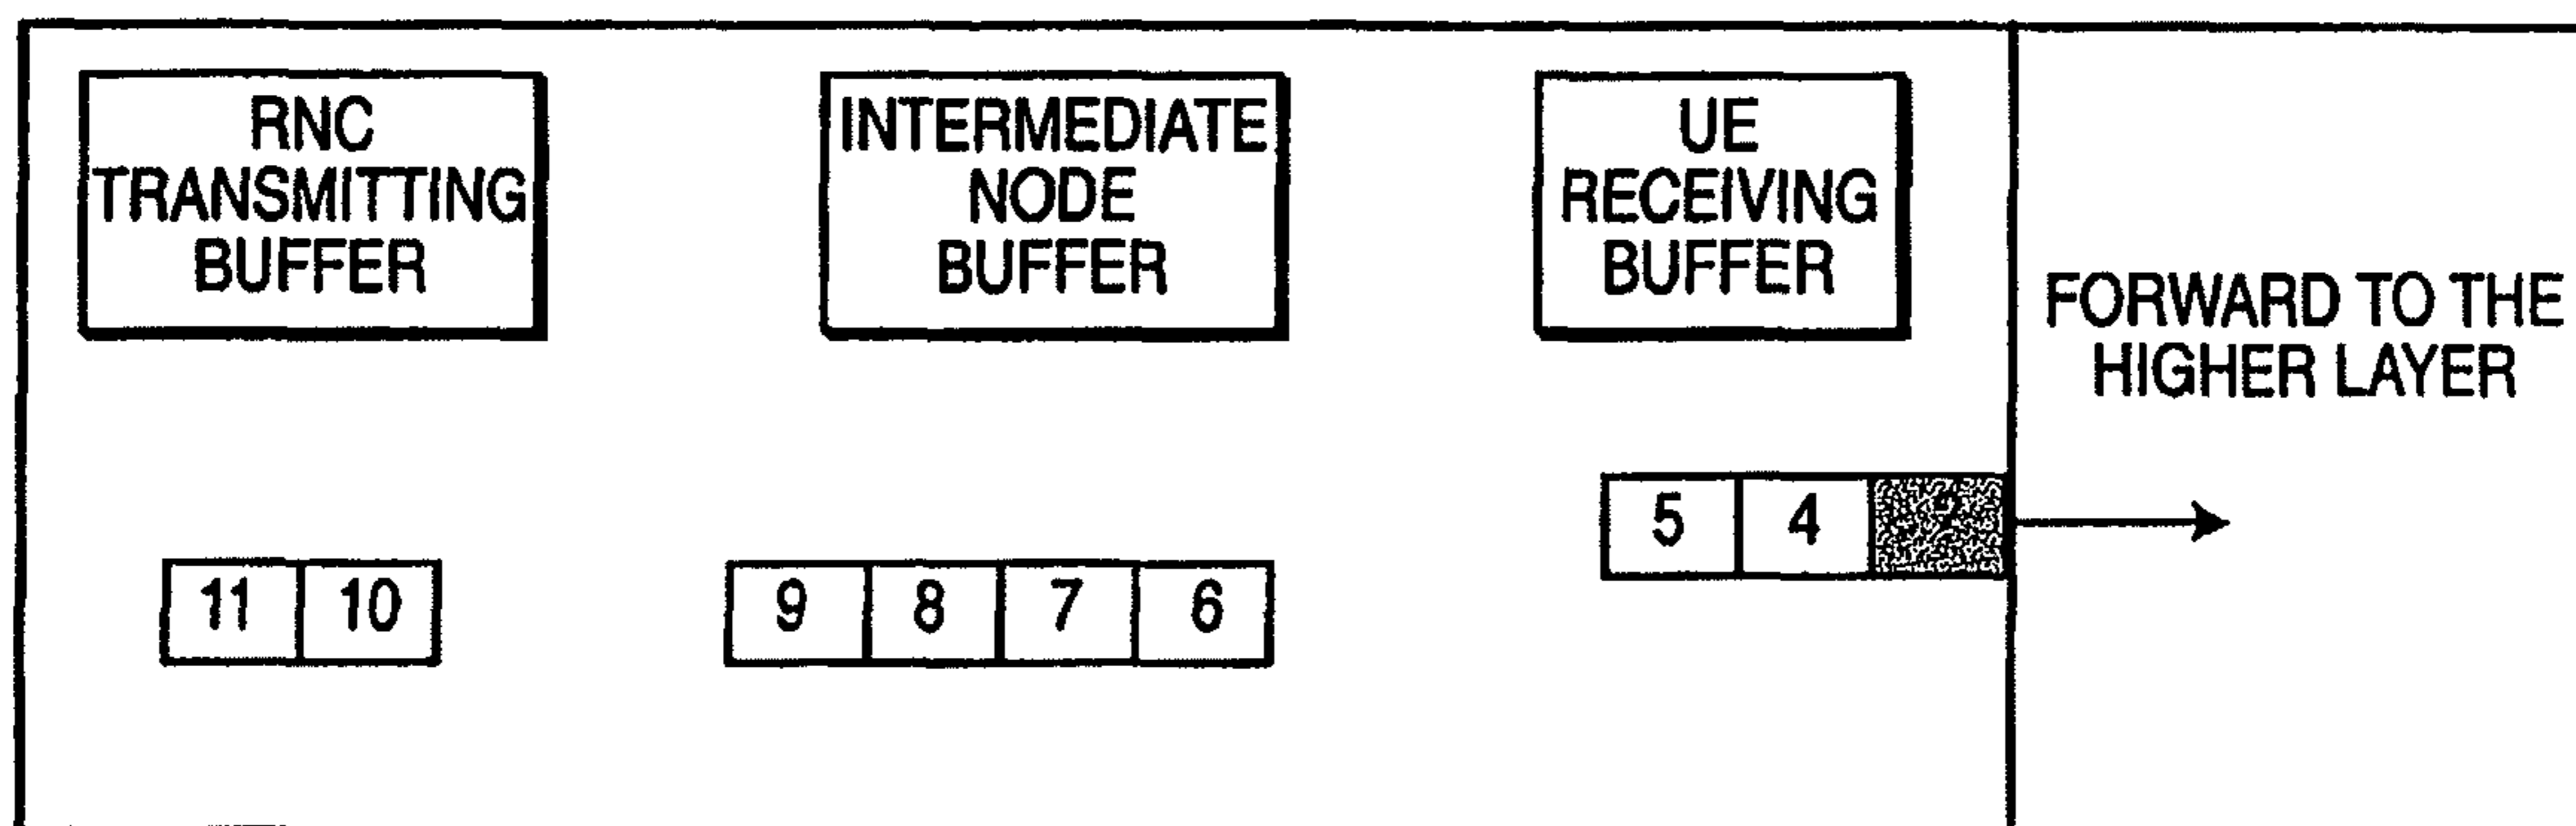 RNC
TRANSMITTING
BUFFER
INTERMEDIATE
NODE
BUFFER
UE
RECEIVING
BUFFER
FORWARD TO THE
HIGHER LAYER
5 4
11 10
9 8 7 6